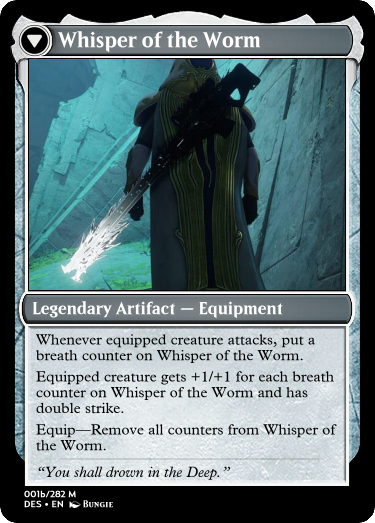 Whisper of the Worm
Legendary Artifact — Equipment
Whenever equipped creature attacks, put a
breath counter on Whisper of the Worm.
Equipped creature gets +1/+1 for each breath
counter on Whisper of the Worm and has
double strike.
Equip—Remove all counters from Whisper of
the Worm.
“You shall drown in the Deep.”
001b/282 M
DES • EN Bungie